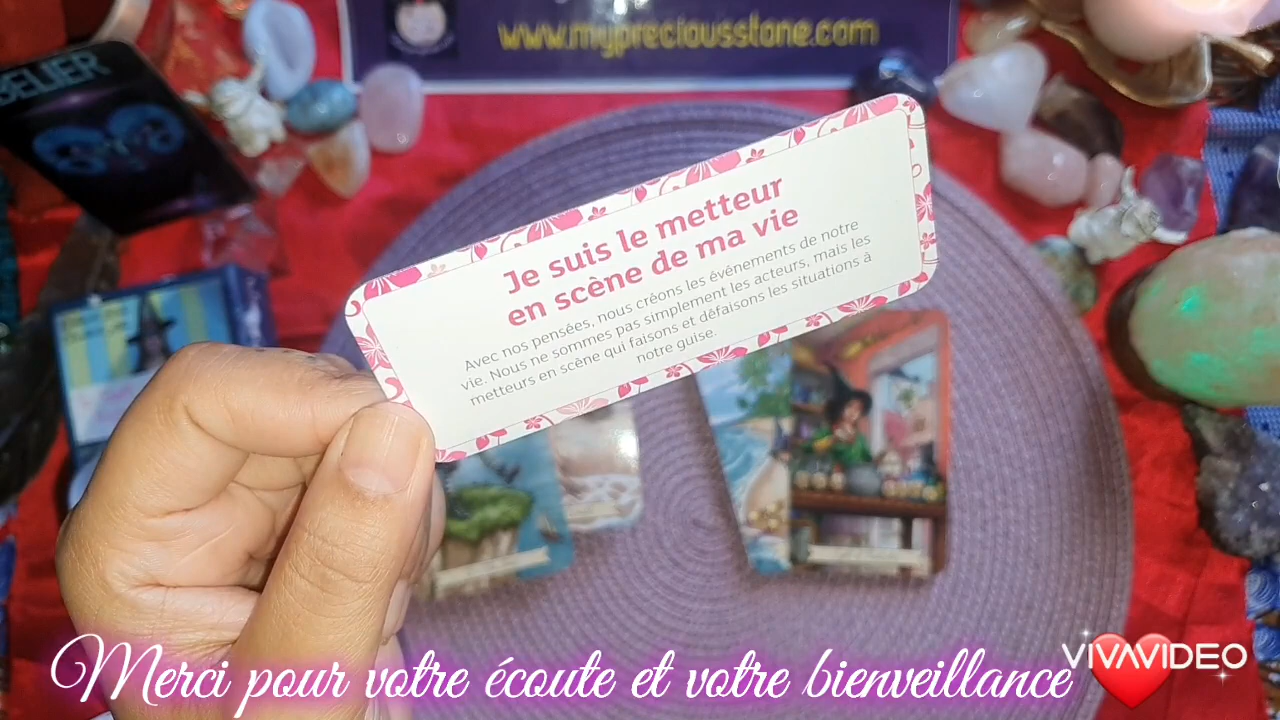 www.mypreciousstone.com
BELIER
Je suis le metteur
en scène de ma vie
Avec nos pensées, nous créons les événements de notre
vie. Nous ne sommes pas simplement les acteurs, mais les
metteurs en scène qui faisons et défaisons les situations à
notre guise.
Merci pour votre écoute et votre bienveillance
VIVAVIDEO